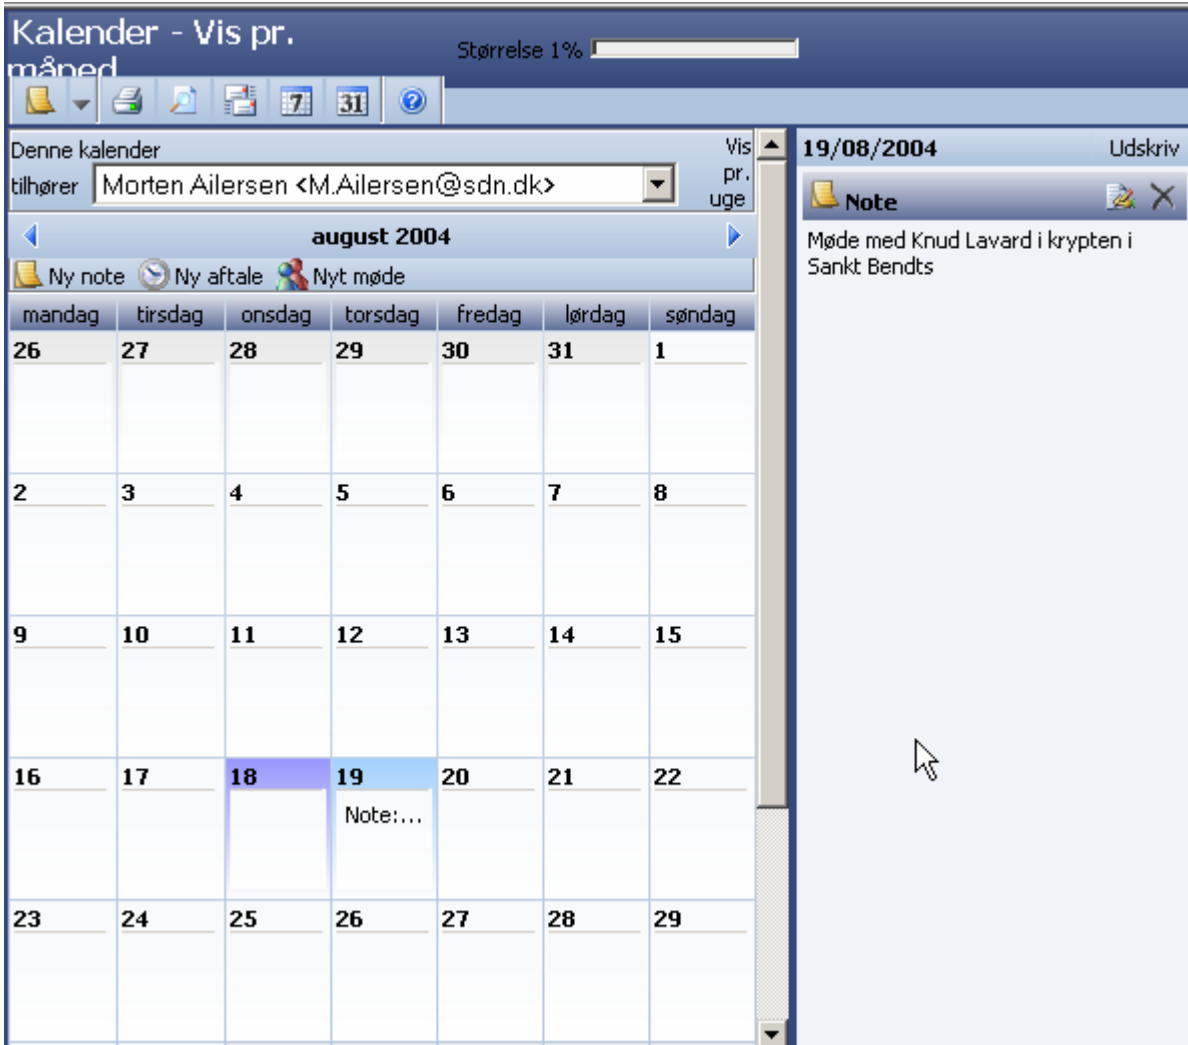 Kalender - Vis pr.
måned
Størrelse 1%
7
31
?
Denne kalender
tilhører
Morten Ailersen <M.Ailersen@sdn.dk>
Vis
pr.
uge
august 2004
Ny note Ny aftale Nyt møde
mandag tirsdag onsdag torsdag fredag lørdag søndag
26 27 28 29 30 31 1
2 3 4 5 6 7 8
9 10 11 12 13 14 15
16 17 18 19 20 21 22
Note:...
23 24 25 26 27 28 29
19/08/2004 Udskriv
Note
Møde med Knud Lavard i krypten i
Sankt Bendts